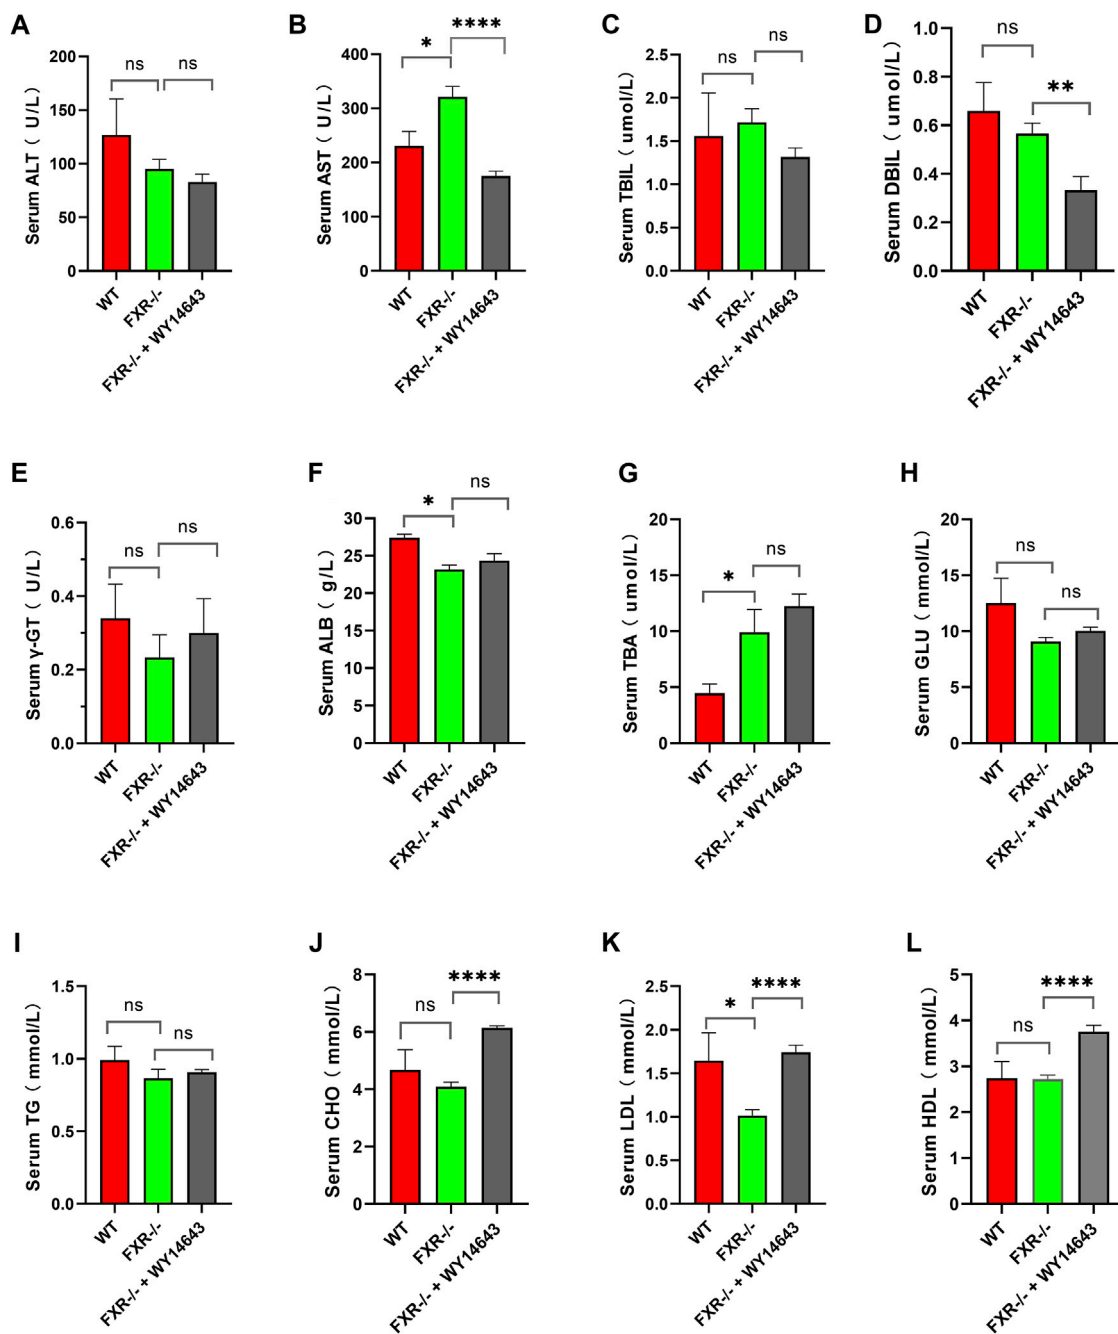 A
Serum ALT ( U/L)
200
150
100
50
0
ns
ns
WT
FXR-/-
FXR-/- + WY14643
B
Serum AST ( U/L)
400
300
200
100
0
*
****
WT
FXR-/-
FXR-/- + WY14643
C
Serum TBIL ( umol/L)
2.5
2.0
1.5
1.0
0.5
0.0
ns
ns
WT
FXR-/-
FXR-/- + WY14643
D
Serum DBIL ( umol/L)
1.0
0.8
0.6
0.4
0.2
0.0
ns
**
WT
FXR-/-
FXR-/- + WY14643
E
Serum γ-GT ( U/L)
0.6
0.4
0.2
0.0
ns
ns
WT
FXR-/-
FXR-/- + WY14643
F
Serum ALB ( g/L)
30
25
20
15
10
5
0
*
ns
WT
FXR-/-
FXR-/- + WY14643
G
Serum TBA ( umol/L)
20
15
10
5
0
*
ns
WT
FXR-/-
FXR-/- + WY14643
H
Serum GLU ( mmol/L)
20
15
10
5
0
ns
ns
WT
FXR-/-
FXR-/- + WY14643
I
Serum TG ( mmol/L)
1.5
1.0
0.5
0.0
ns
ns
WT
FXR-/-
FXR-/- + WY14643
J
Serum CHO ( mmol/L)
8
6
4
2
0
ns
****
WT
FXR-/-
FXR-/- + WY14643
K
Serum LDL ( mmol/L)
2.5
2.0
1.5
1.0
0.5
0.0
*
****
WT
FXR-/-
FXR-/- + WY14643
L
Serum HDL ( mmol/L)
5
4
3
2
1
0
ns
****
WT
FXR-/-
FXR-/- + WY14643